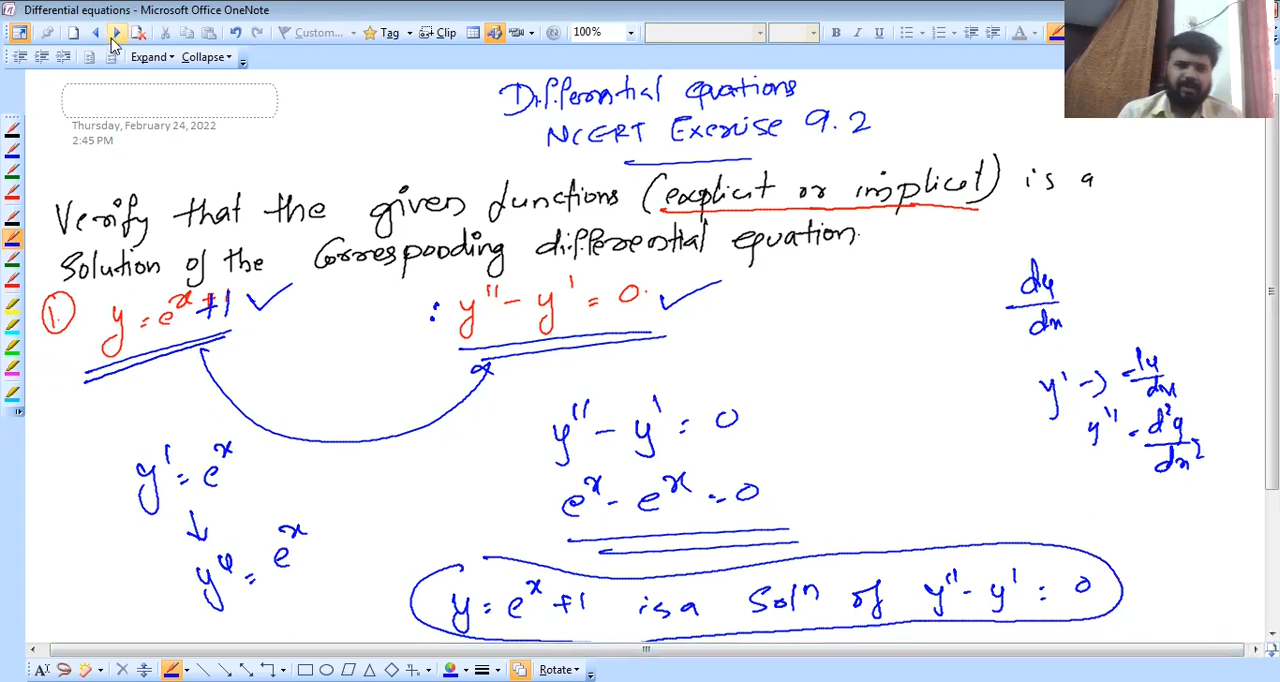 Differential equations - Microsoft Office OneNote
Custom...
Tag
Clip
100%
B I U
A
Expand Collapse
Thursday, February 24, 2022
2:45 PM
Differential equations
NCERT Exercise 9.2
Verify that the given functions (explicit or implicit) is a
Solution of the Corresponding differential equation.
1. y = e^x + 1 : y'' - y' = 0.
dy/dx
y' → dy/dx
y'' = d²y/dx²
y'' - y' = 0
y' = e^x
e^x - e^x = 0
y'' = e^x
y = e^x + 1 is a Soln of y'' - y' = 0
Rotate